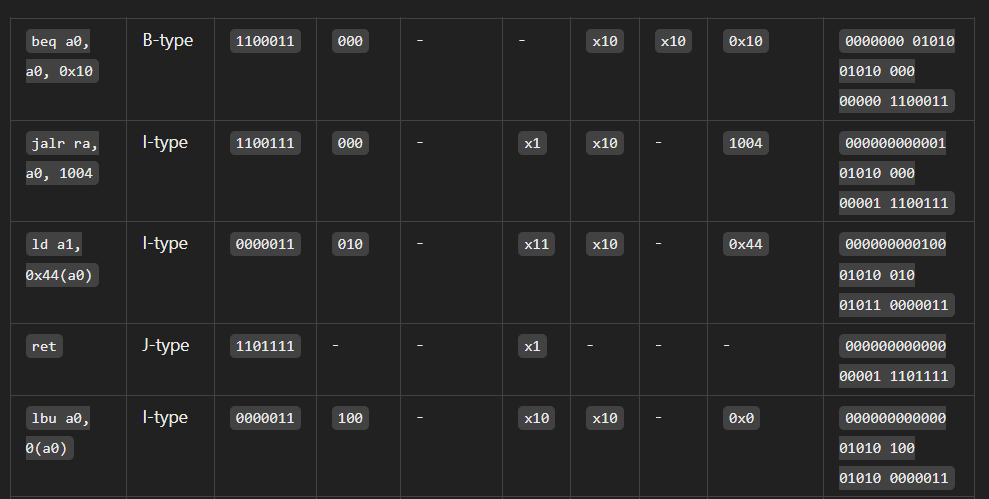 beq a0, a0, 0x10 B-type 1100011 000 - - x10 x10 0x10 0000000 01010 01010 000 00000 1100011
jalr ra, a0, 1004 I-type 1100111 000 - x1 x10 - 1004 000000000001 01010 000 00001 1100111
ld a1, 0x44(a0) I-type 0000011 010 - x11 x10 - 0x44 000000000100 01010 010 01011 0000011
ret J-type 1101111 - - x1 - - - 000000000000 00001 1101111
lbu a0, 0(a0) I-type 0000011 100 - x10 x10 - 0x0 000000000000 01010 100 01010 0000011